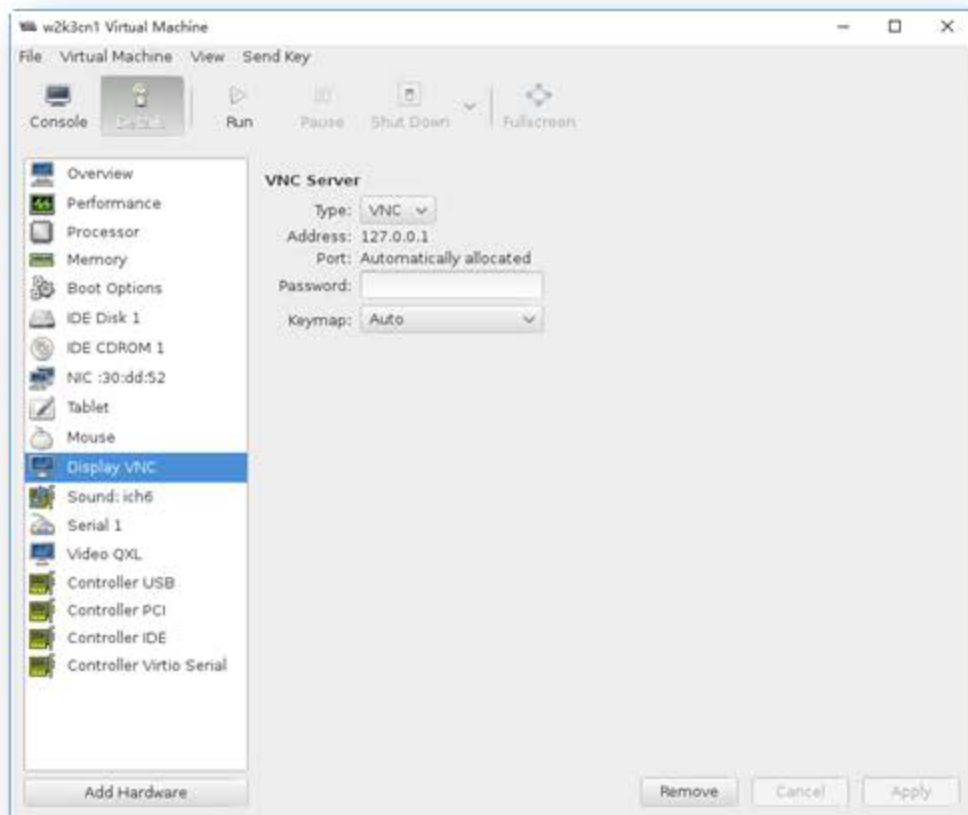 w2k3cn1 Virtual Machine
File Virtual Machine View Send Key
Console Details Run Pause Shut Down Fullscreen
Overview
Performance
Processor
Memory
Boot Options
IDE Disk 1
IDE CDROM 1
NIC :30:dd:52
Tablet
Mouse
Display VNC
Sound: ich6
Serial 1
Video QXL
Controller USB
Controller PCI
Controller IDE
Controller Virtio Serial
Add Hardware
VNC Server
Type: VNC
Address: 127.0.0.1
Port: Automatically allocated
Password:
Keymap: Auto
Remove Cancel Apply